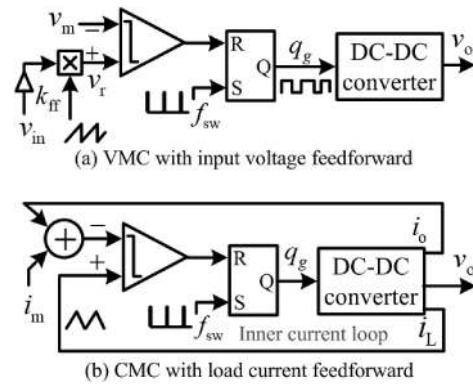 v_m
−
+
v_r
k_ff
v_in
R
S
Q
f_sw
q_g
DC-DC
converter
v_o
(a) VMC with input voltage feedforward
+
−
+
i_m
R
S
Q
f_sw
q_g
DC-DC
converter
i_o
v_o
i_L
Inner current loop
(b) CMC with load current feedforward